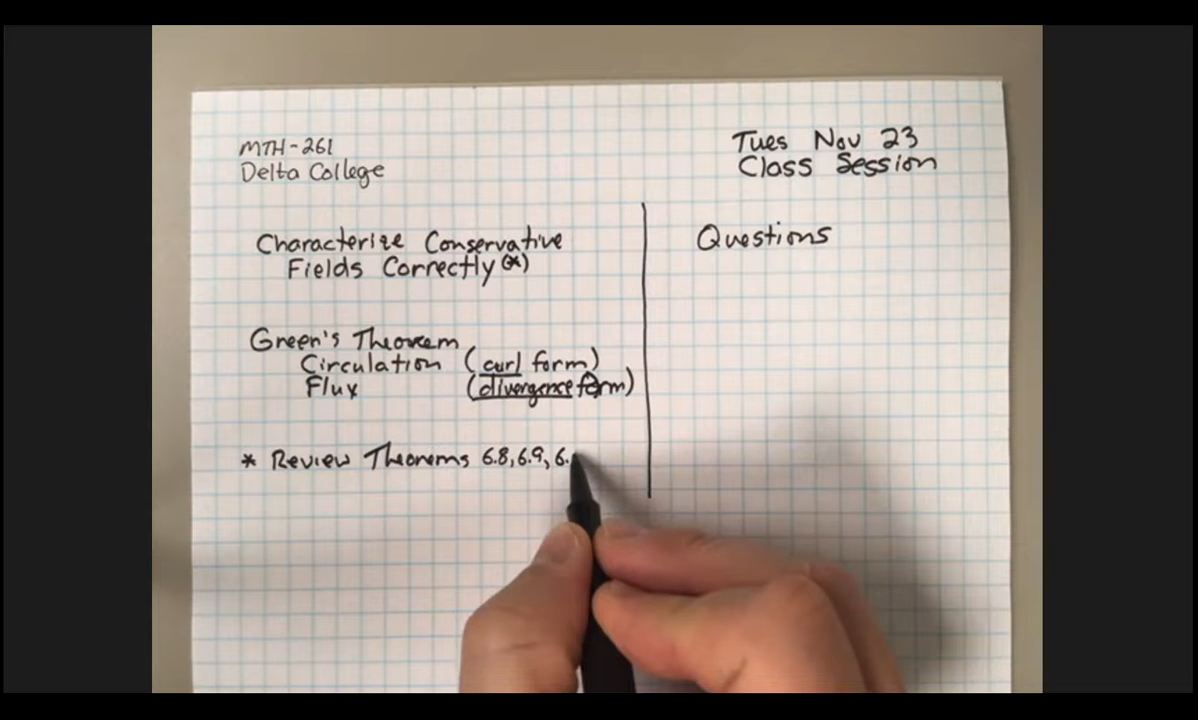 MTH-261
Delta College
Tues Nov 23
Class Session
Characterize Conservative
Fields Correctly (*)
Green's Theorem
Circulation (curl form)
Flux (divergence form)
* Review Theorems 6.8, 6.9, 6.
Questions